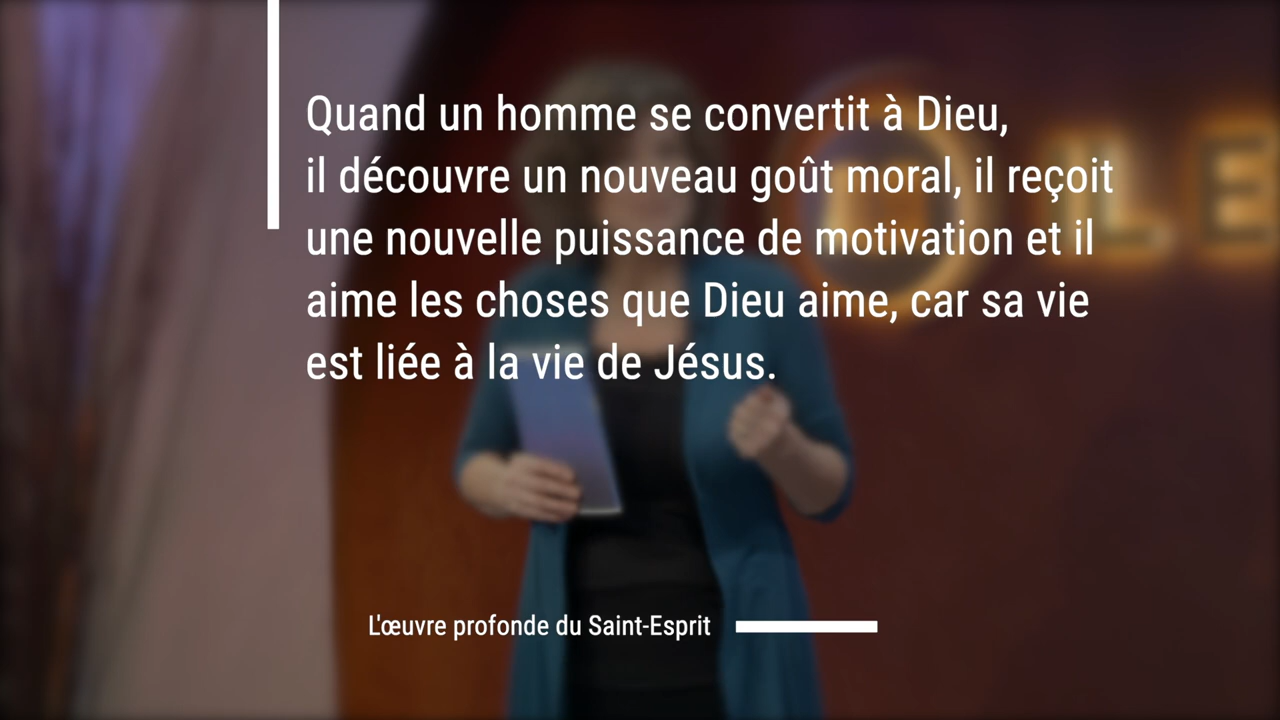 Quand un homme se convertit à Dieu,
il découvre un nouveau goût moral, il reçoit
une nouvelle puissance de motivation et il
aime les choses que Dieu aime, car sa vie
est liée à la vie de Jésus.
L'œuvre profonde du Saint-Esprit